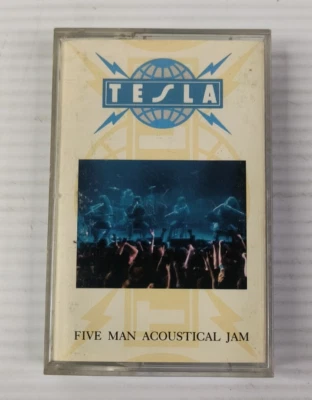 TESLA
FIVE MAN ACOUSTICAL JAM